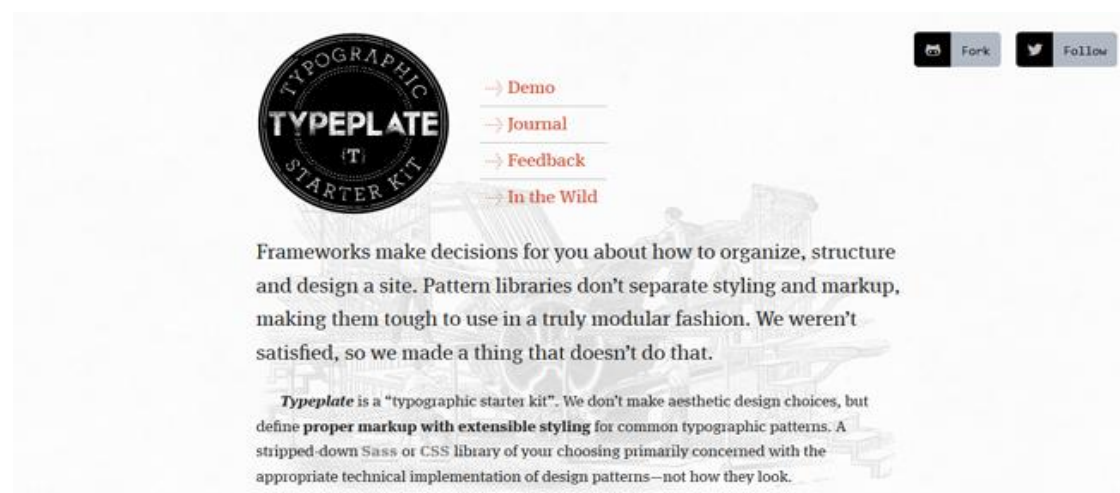 TYPOGRAPHIC
TYPEPLATE
{T}
STARTER KIT
→ Demo
→ Journal
→ Feedback
→ In the Wild
Fork
Follow
Frameworks make decisions for you about how to organize, structure
and design a site. Pattern libraries don’t separate styling and markup,
making them tough to use in a truly modular fashion. We weren’t
satisfied, so we made a thing that doesn’t do that.
Typeplate is a “typographic starter kit”. We don’t make aesthetic design choices, but
define proper markup with extensible styling for common typographic patterns. A
stripped-down Sass or CSS library of your choosing primarily concerned with the
appropriate technical implementation of design patterns—not how they look.